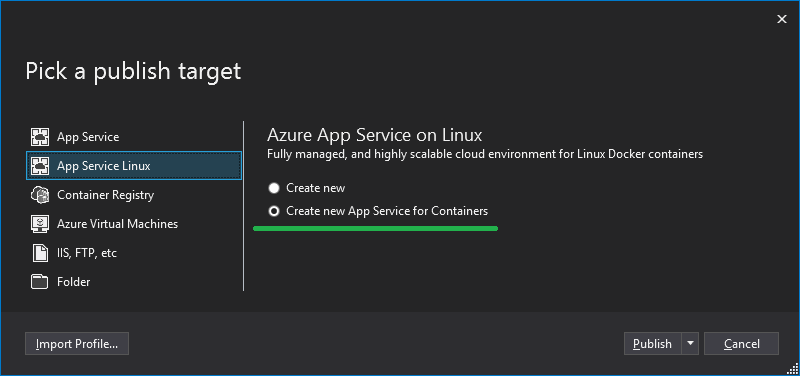 Pick a publish target
App Service
App Service Linux
Container Registry
Azure Virtual Machines
IIS, FTP, etc
Folder
Azure App Service on Linux
Fully managed, and highly scalable cloud environment for Linux Docker containers
Create new
Create new App Service for Containers
Import Profile...
Publish
Cancel